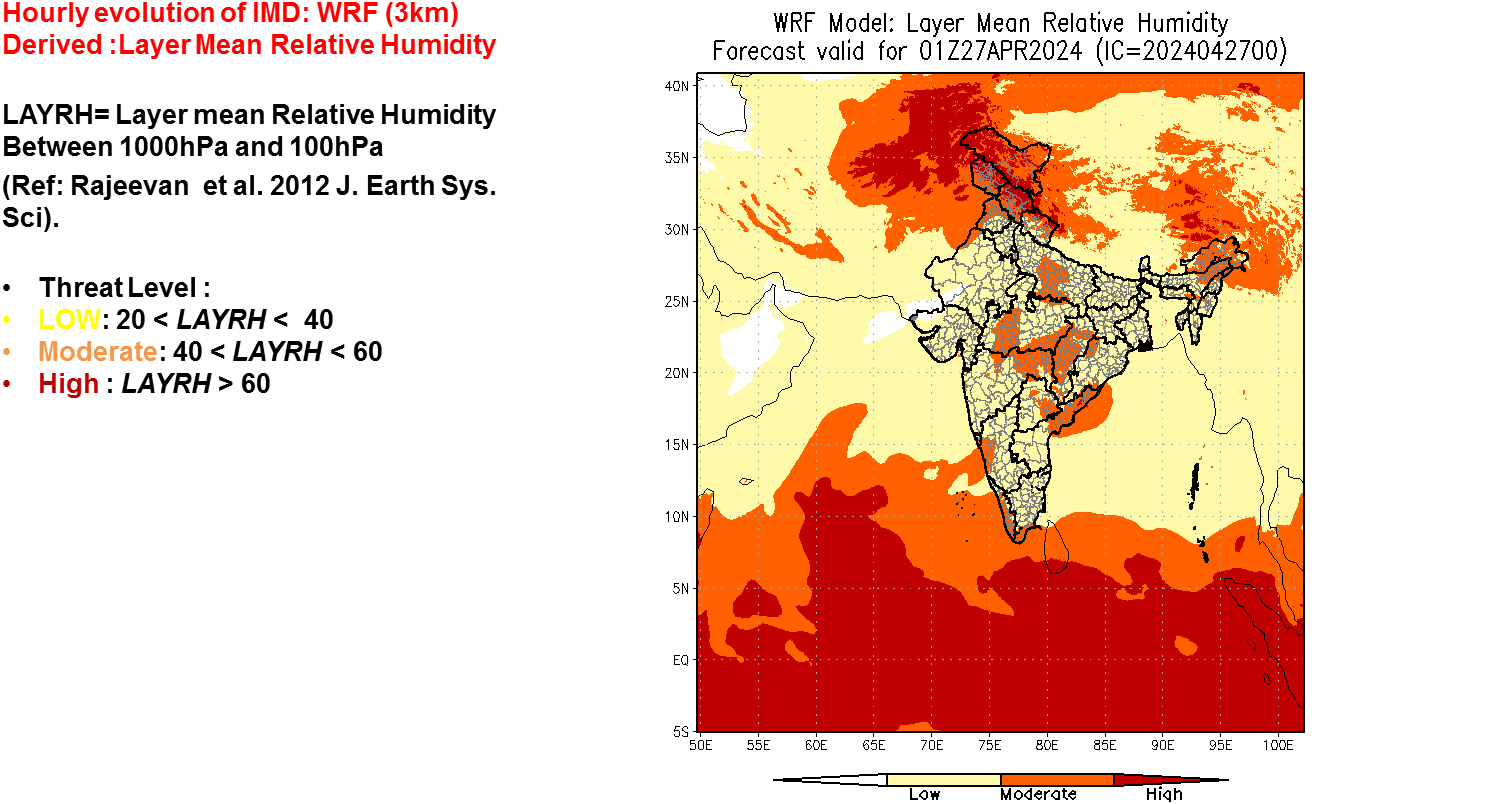 Hourly evolution of IMD: WRF (3km)
Derived :Layer Mean Relative Humidity
LAYRH= Layer mean Relative Humidity
Between 1000hPa and 100hPa
(Ref: Rajeevan et al. 2012 J. Earth Sys.
Sci).
• Threat Level :
• LOW: 20 < LAYRH < 40
• Moderate: 40 < LAYRH < 60
• High : LAYRH > 60
WRF Model: Layer Mean Relative Humidity
Forecast valid for 01Z27APR2024 (IC=2024042700)
40N
35N
30N
25N
20N
15N
10N
5N
EQ
5S
50E 55E 60E 65E 70E 75E 80E 85E 90E 95E 100E
Low Moderate High